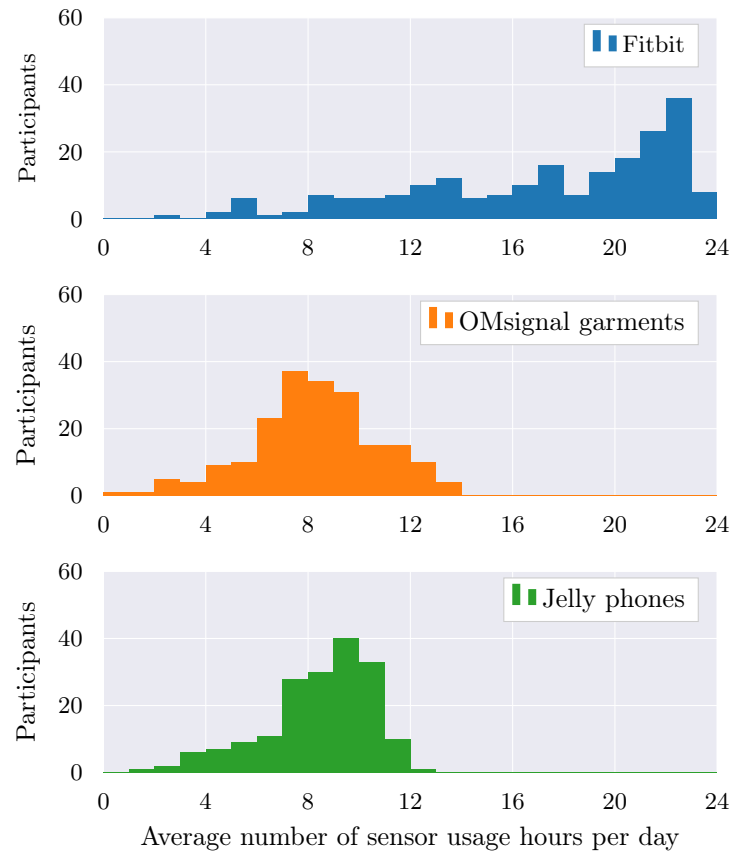 60
Fitbit
40
20
0
Participants
0 4 8 12 16 20 24
60
OMsignal garments
40
20
0
Participants
0 4 8 12 16 20 24
60
Jelly phones
40
20
0
Participants
0 4 8 12 16 20 24
Average number of sensor usage hours per day